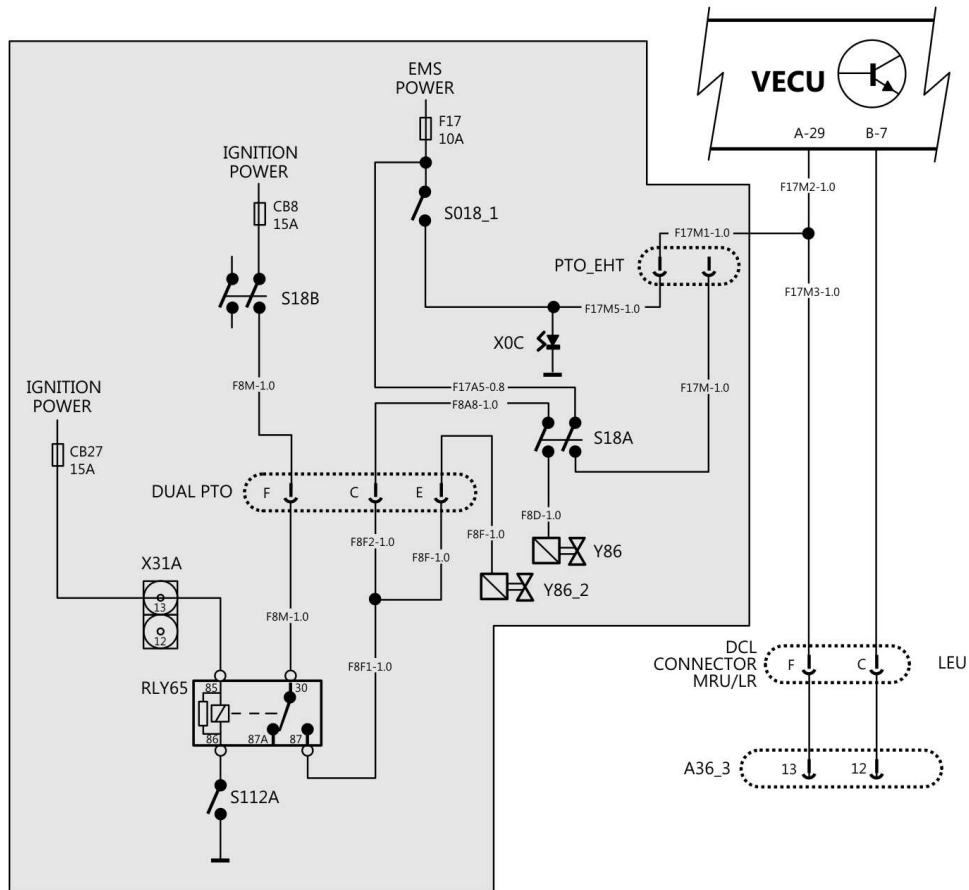 VECU
A-29 B-7
EMS
POWER
F17
10A
IGNITION
POWER
CB8
15A
F17M2-1.0
S018_1
F17M1-1.0
PTO_EHT
S18B
F17M3-1.0
F17M5-1.0
X0C
F8M-1.0
F17A5-0.8
F17M-1.0
IGNITION
POWER
F8A8-1.0
CB27
15A
S18A
DUAL PTO F C E
F8D-1.0
F8F2-1.0
F8F-1.0
F8F-1.0
Y86
X31A
Y86_2
13
12
F8M-1.0
F8F1-1.0
DCL
CONNECTOR
MRU/LR
F C LEU
RLY65
85 30
86 87A 87
A36_3 13 12
S112A